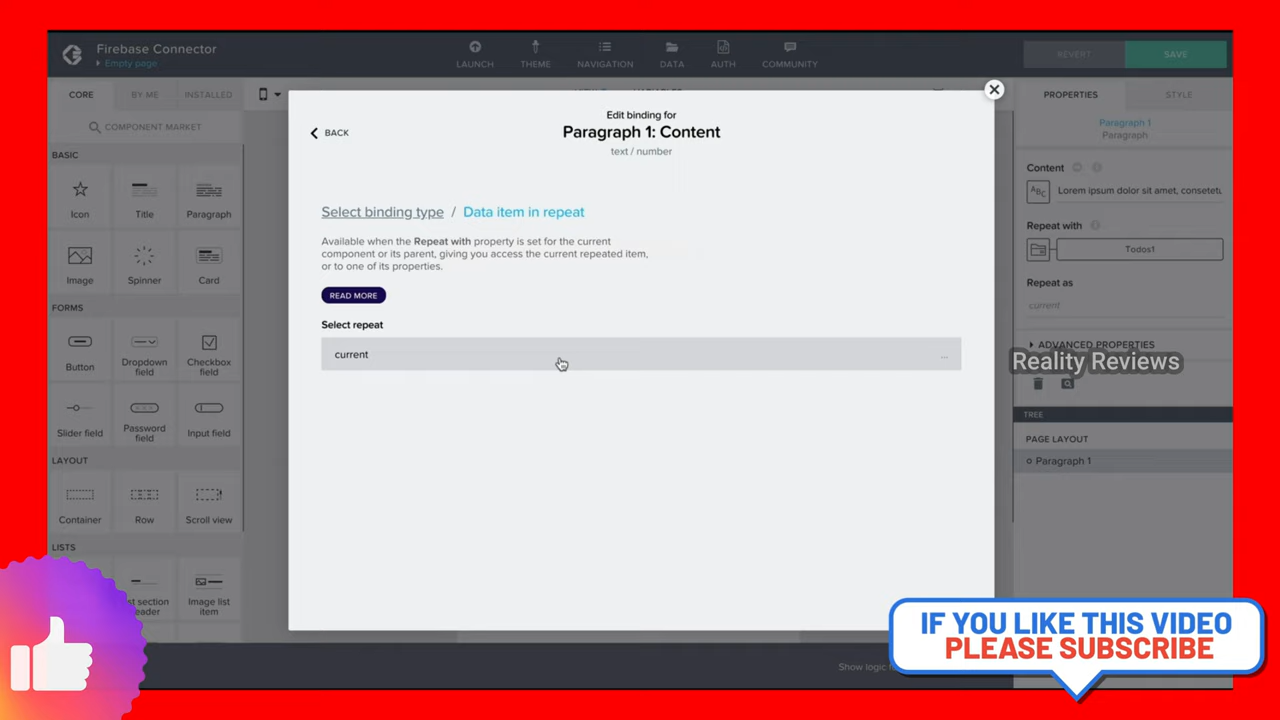 Firebase Connector
Empty page
LAUNCH
THEME
NAVIGATION
DATA
AUTH
COMMUNITY
REVERT
SAVE
CORE
BY ME
INSTALLED
COMPONENT MARKET
BASIC
Icon
Title
Paragraph
Image
Spinner
Card
FORMS
Button
Dropdown
field
Checkbox
field
Slider field
Password
field
Input field
LAYOUT
Container
Row
Scroll view
LISTS
Image list
item
BACK
Edit binding for
Paragraph 1: Content
text / number
Select binding type / Data item in repeat
Available when the Repeat with property is set for the current
component or its parent, giving you access the current repeated item,
or to one of its properties.
READ MORE
Select repeat
current
...
PROPERTIES
STYLE
Paragraph 1
Paragraph
Content
ABC
Lorem ipsum dolor sit amet, consetetu
Repeat with
Todos1
Repeat as
current
ADVANCED PROPERTIES
Reality Reviews
TREE
PAGE LAYOUT
Paragraph 1
Show logic
IF YOU LIKE THIS VIDEO
PLEASE SUBSCRIBE